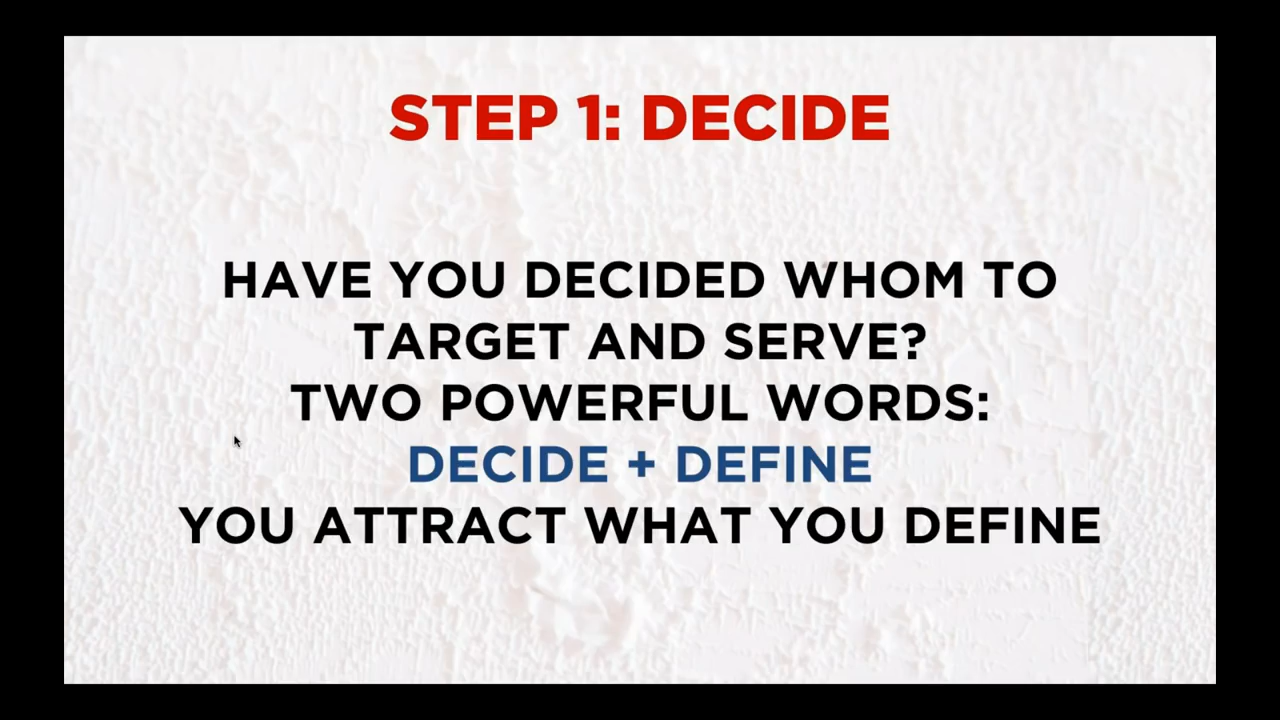 STEP 1: DECIDE
HAVE YOU DECIDED WHOM TO
TARGET AND SERVE?
TWO POWERFUL WORDS:
DECIDE + DEFINE
YOU ATTRACT WHAT YOU DEFINE